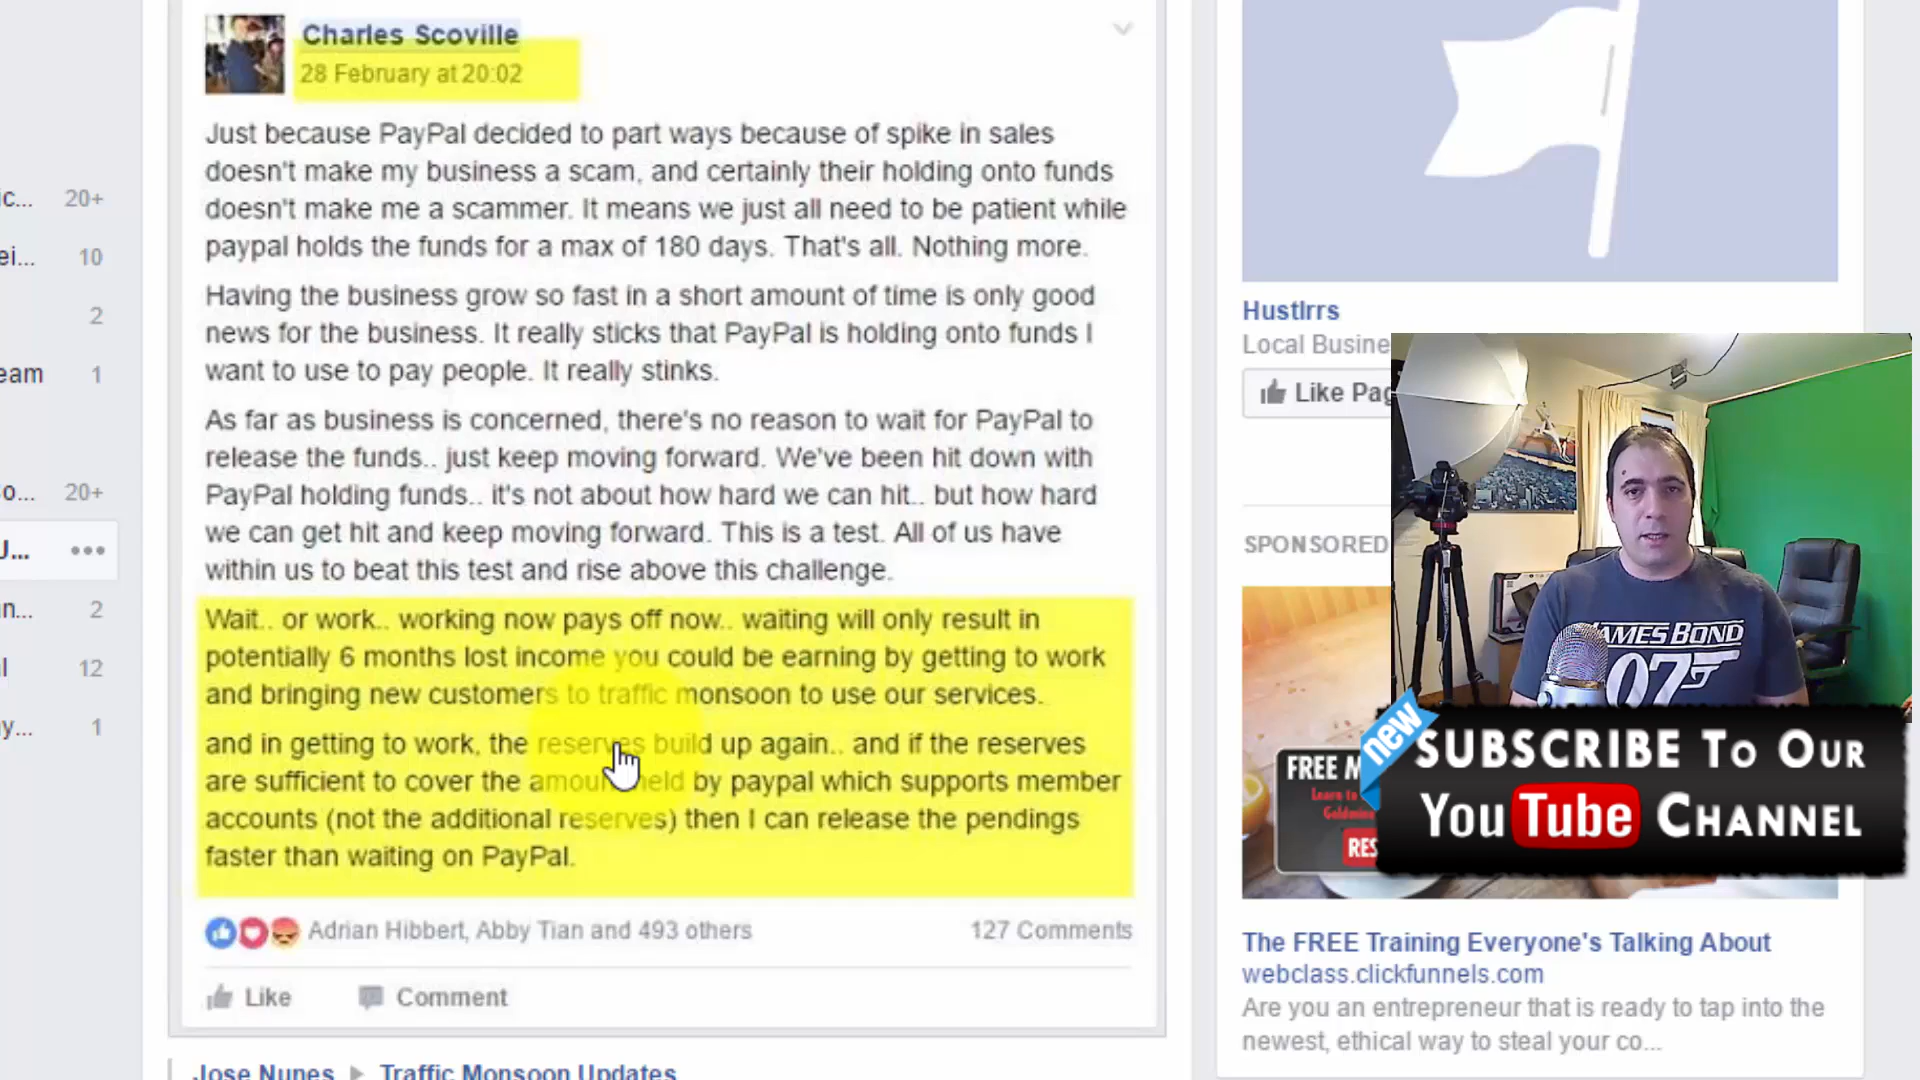 Charles Scoville
28 February at 20:02
Just because PayPal decided to part ways because of spike in sales
doesn't make my business a scam, and certainly their holding onto funds
doesn't make me a scammer. It means we just all need to be patient while
paypal holds the funds for a max of 180 days. That's all. Nothing more.
Having the business grow so fast in a short amount of time is only good
news for the business. It really sticks that PayPal is holding onto funds I
want to use to pay people. It really stinks.
As far as business is concerned, there's no reason to wait for PayPal to
release the funds.. just keep moving forward. We've been hit down with
PayPal holding funds.. it's not about how hard we can hit.. but how hard
we can get hit and keep moving forward. This is a test. All of us have
within us to beat this test and rise above this challenge.
Wait.. or work.. working now pays off now.. waiting will only result in
potentially 6 months lost income you could be earning by getting to work
and bringing new customers to traffic monsoon to use our services.
and in getting to work, the reserves build up again.. and if the reserves
are sufficient to cover the amount held by paypal which supports member
accounts (not the additional reserves) then I can release the pendings
faster than waiting on PayPal.
Adrian Hibbert, Abby Tian and 493 others
127 Comments
Like
Comment
Jose Nunes
Traffic Monsoon Updates
ic... 20+
ei... 10
2
eam 1
o... 20+
J...
n... 2
l 12
y... 1
Hustlrrs
Local Busine
Like Pag
SPONSORED
JAMES BOND
007
FREE M
Learn to
Goldmin
RES
new
SUBSCRIBE To Our
YouTube CHANNEL
The FREE Training Everyone's Talking About
webclass.clickfunnels.com
Are you an entrepreneur that is ready to tap into the
newest, ethical way to steal your co...